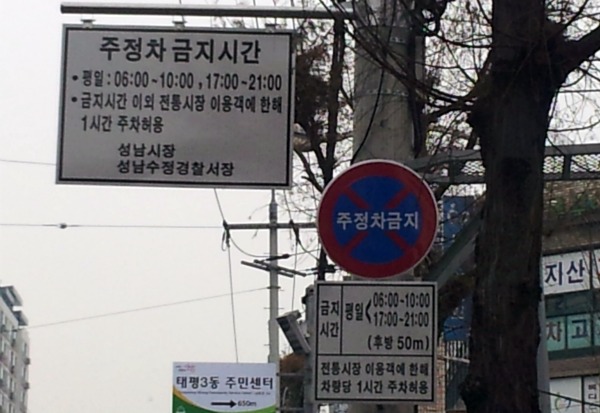 주정차 금지시간
• 평일 : 06:00~10:00 , 17:00~21:00
• 금지시간 이외 전통시장 이용객에 한해
1시간 주차허용
성남시장
성남수정경찰서장
주정차금지
금지시간 평일< 06:00~10:00
17:00~21:00
(후방 50m)
전통시장 이용객에 한해
차량당 1시간 주차허용
태평3동 주민센터
650m
지산
차고